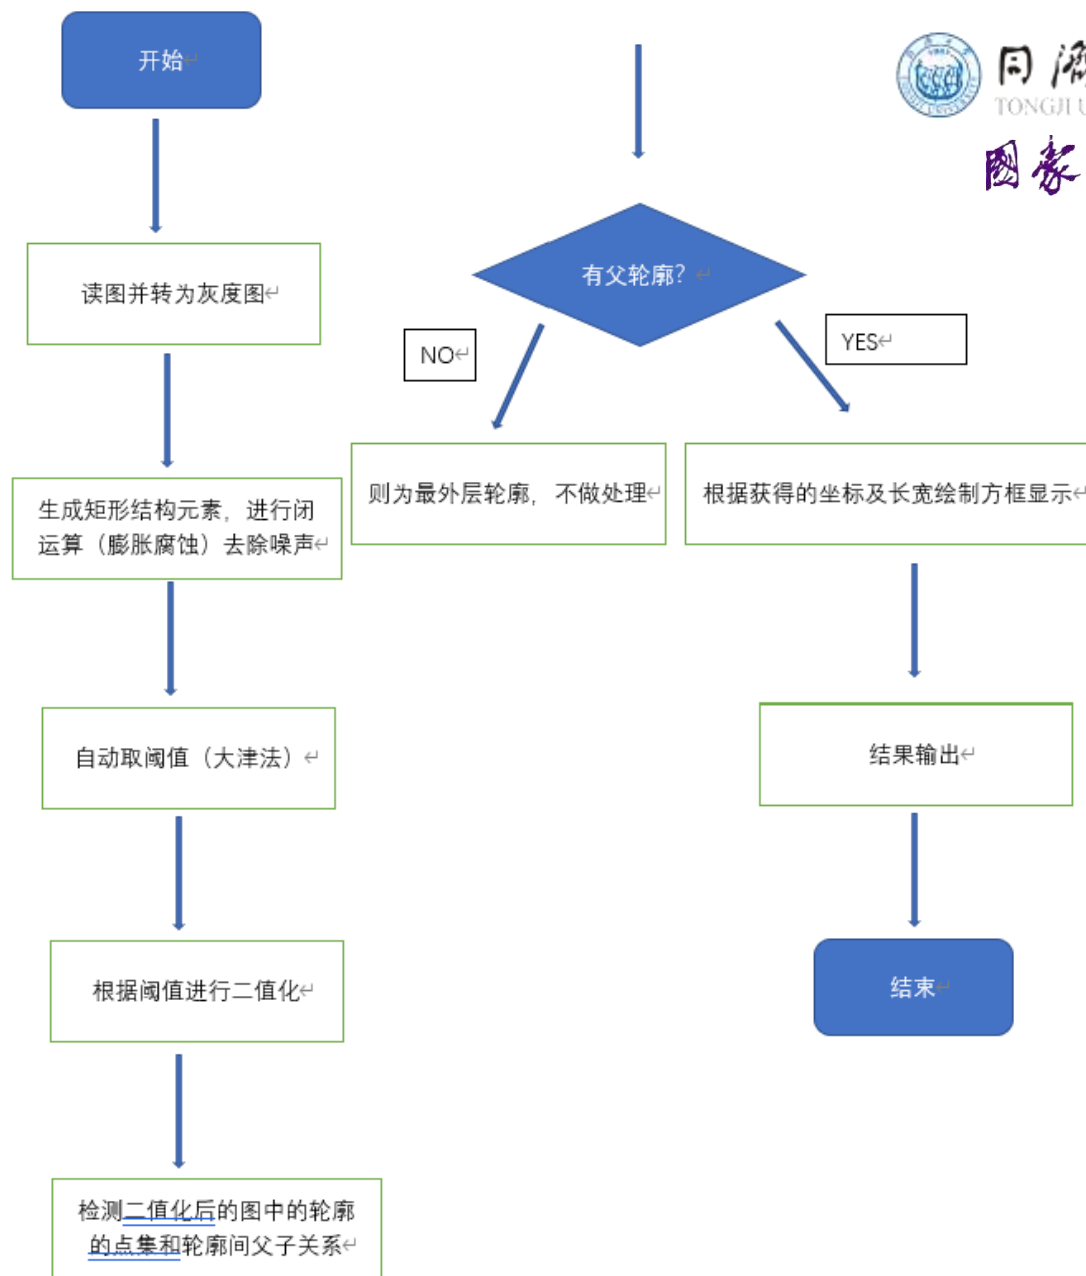 开始
读图并转为灰度图
生成矩形结构元素，进行闭
运算（膨胀腐蚀）去除噪声
自动取阈值（大津法）
根据阈值进行二值化
检测二值化后的图中的轮廓
的点集和轮廓间父子关系
有父轮廓？
NO
YES
则为最外层轮廓，不做处理
根据获得的坐标及长宽绘制方框显示
结果输出
结束
同濟
TONGJI U
國豪